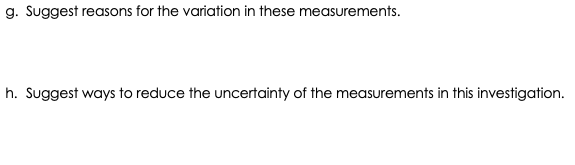 g. Suggest reasons for the variation in these measurements.
h. Suggest ways to reduce the uncertainty of the measurements in this investigation.